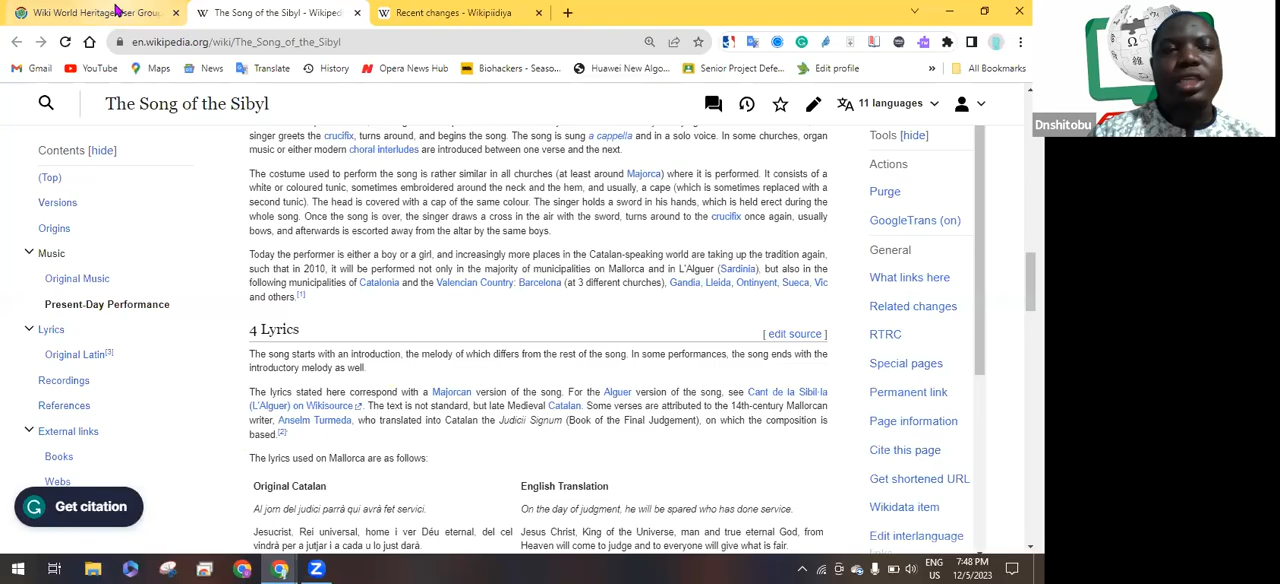 Wiki World Heritage User Grou
The Song of the Sibyl - Wikiped
Recent changes - Wikipiidiya
en.wikipedia.org/wiki/The_Song_of_the_Sibyl
Gmail YouTube Maps News Translate History Opera News Hub Biohackers - Seaso... Huawei New Algo... Senior Project Defe... Edit profile » All Bookmarks
Dnshitobu
The Song of the Sibyl
11 languages
Contents [hide]
(Top)
Versions
Origins
Music
Original Music
Present-Day Performance
Lyrics
Original Latin[3]
Recordings
References
External links
Books
Webs
Get citation
singer greets the crucifix, turns around, and begins the song. The song is sung a cappella and in a solo voice. In some churches, organ
music or either modern choral interludes are introduced between one verse and the next.
The costume used to perform the song is rather similar in all churches (at least around Majorca) where it is performed. It consists of a
white or coloured tunic, sometimes embroidered around the neck and the hem, and usually, a cape (which is sometimes replaced with a
second tunic). The head is covered with a cap of the same colour. The singer holds a sword in his hands, which is held erect during the
whole song. Once the song is over, the singer draws a cross in the air with the sword, turns around to the crucifix once again, usually
bows, and afterwards is escorted away from the altar by the same boys.
Today the performer is either a boy or a girl, and increasingly more places in the Catalan-speaking world are taking up the tradition again,
such that in 2010, it will be performed not only in the majority of municipalities on Mallorca and in L'Alguer (Sardinia), but also in the
following municipalities of Catalonia and the Valencian Country: Barcelona (at 3 different churches), Gandia, Lleida, Ontinyent, Sueca, Vic
and others.[1]
4 Lyrics
[ edit source ]
The song starts with an introduction, the melody of which differs from the rest of the song. In some performances, the song ends with the
introductory melody as well.
The lyrics stated here correspond with a Majorcan version of the song. For the Alguer version of the song, see Cant de la Sibil·la
(L'Alguer) on Wikisource. The text is not standard, but late Medieval Catalan. Some verses are attributed to the 14th-century Mallorcan
writer, Anselm Turmeda, who translated into Catalan the Judicii Signum (Book of the Final Judgement), on which the composition is
based.[2]
The lyrics used on Mallorca are as follows:
Original Catalan
English Translation
Al jorn del judici parrà qui avrà fet servici.
On the day of judgment, he will be spared who has done service.
Jesucrist, Rei universal, home i ver Déu eternal, del cel
vindrà per a jutjar i a cada u lo just darà.
Jesus Christ, King of the Universe, man and true eternal God, from
Heaven will come to judge and to everyone will give what is fair.
Tools [hide]
Actions
Purge
GoogleTrans (on)
General
What links here
Related changes
RTRC
Special pages
Permanent link
Page information
Cite this page
Get shortened URL
Wikidata item
Edit interlanguage
links
ENG
US
7:48 PM
12/5/2023